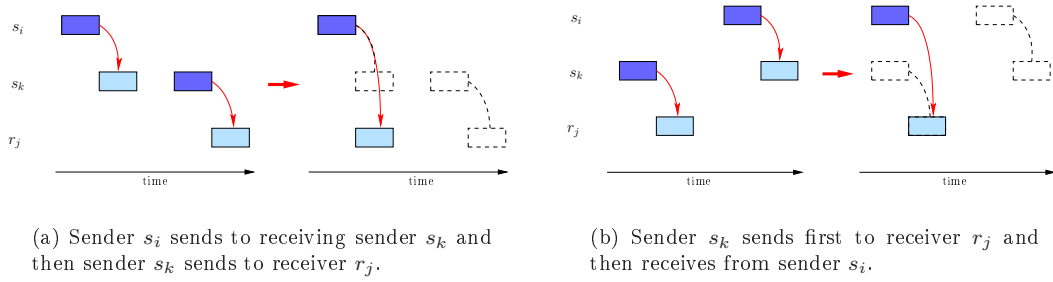 s_i
s_k
r_j
time
time
(a) Sender s_i sends to receiving sender s_k and
then sender s_k sends to receiver r_j.
s_i
s_k
r_j
time
time
(b) Sender s_k sends first to receiver r_j and
then receives from sender s_i.